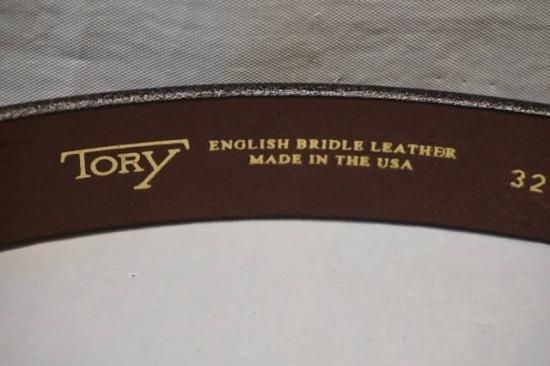 TORY
ENGLISH BRIDLE LEATHER
MADE IN THE USA
32